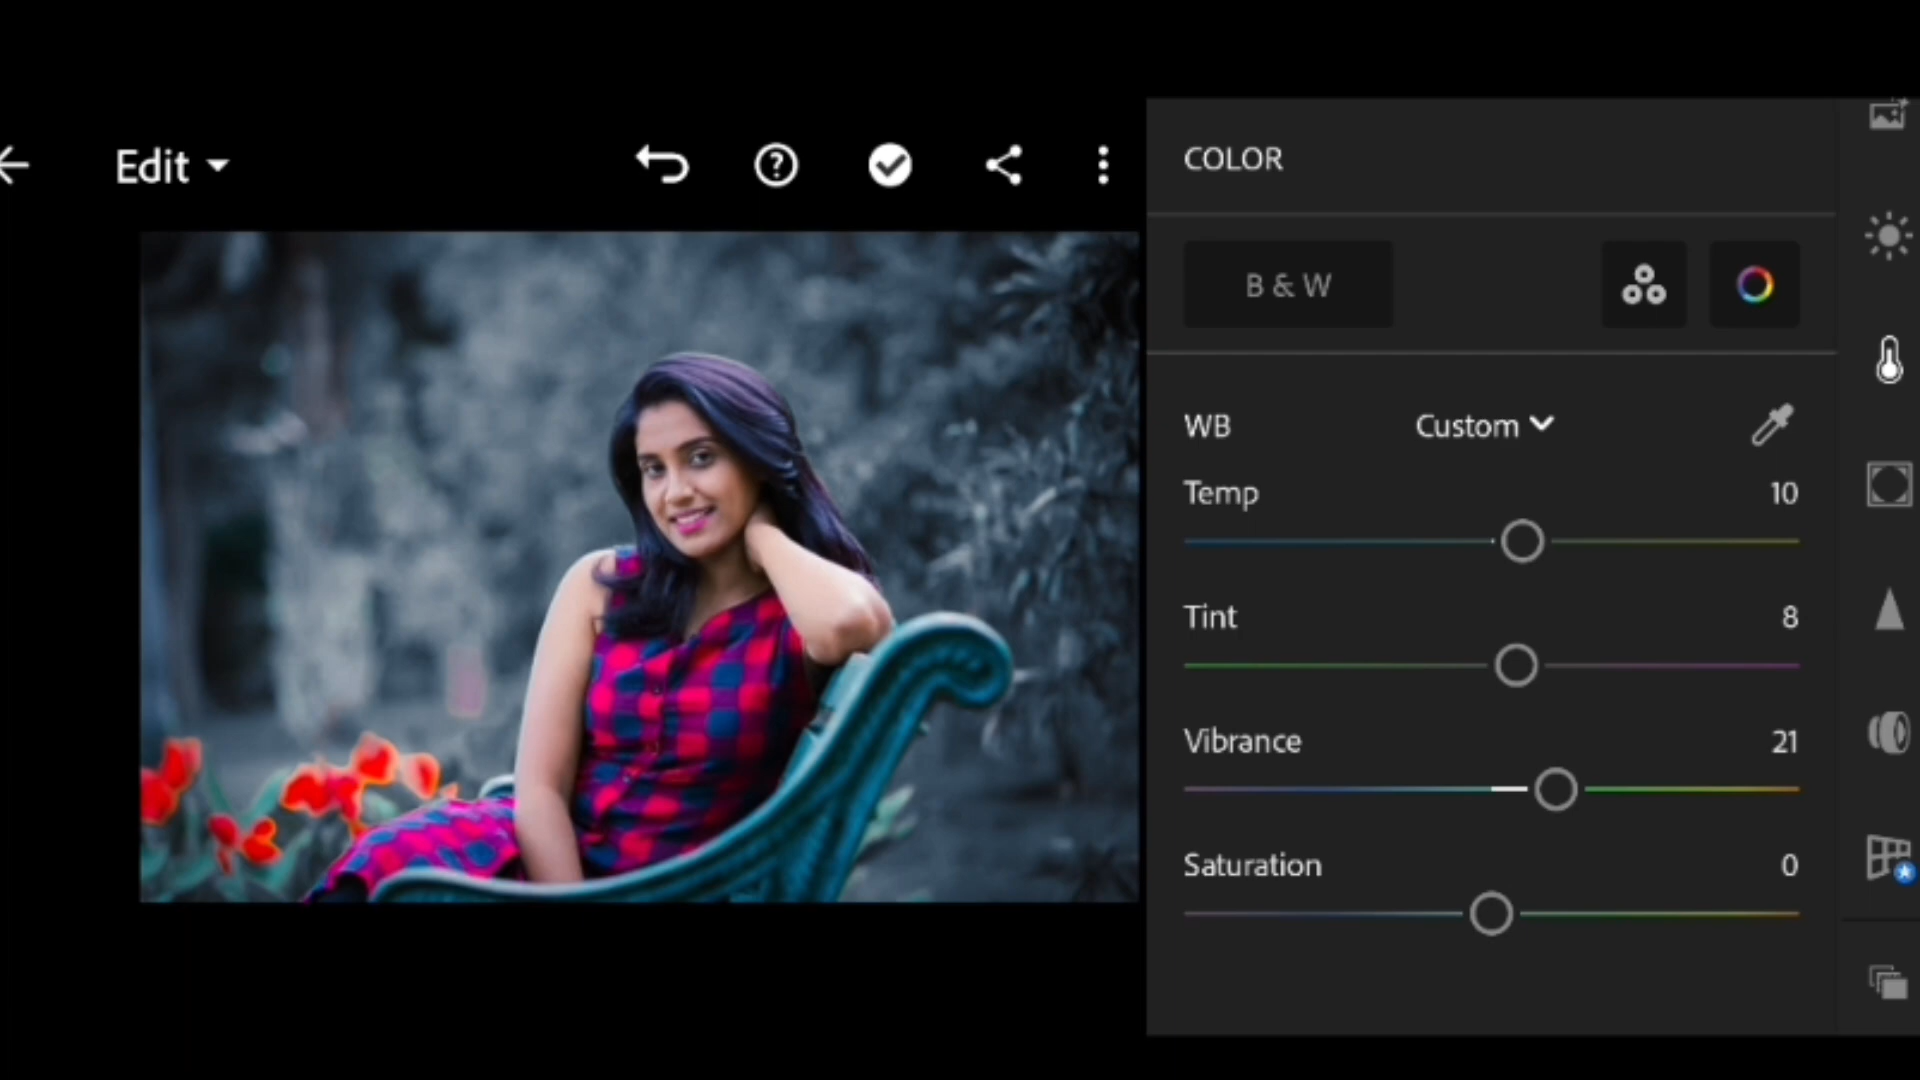 Edit
COLOR
B & W
WB Custom
Temp 10
Tint 8
Vibrance 21
Saturation 0